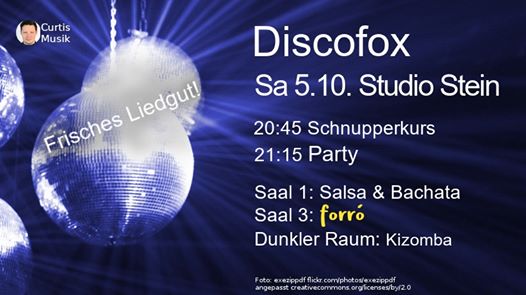 Curtis
Musik
Frisches Liedgut!
Discofox
Sa 5.10. Studio Stein
20:45 Schnupperkurs
21:15 Party
Saal 1: Salsa & Bachata
Saal 3: forró
Dunkler Raum: Kizomba
Foto: exezippdf flickr.com/photos/exezippdf
angepasst creativecommons.org/licenses/by/2.0